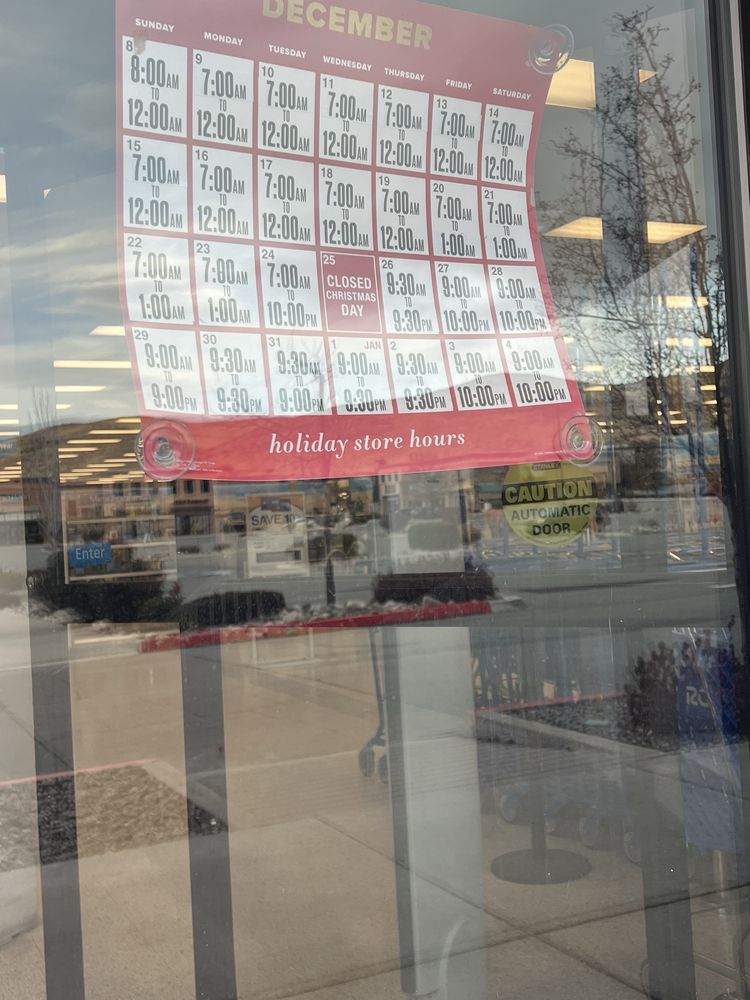 DECEMBER
SUNDAY MONDAY TUESDAY WEDNESDAY THURSDAY FRIDAY SATURDAY
8 9 10 11 12 13 14
8:00AM 7:00AM 7:00AM 7:00AM 7:00AM 7:00AM 7:00AM
TO TO TO TO TO TO TO
12:00AM 12:00AM 12:00AM 12:00AM 12:00AM 12:00AM 12:00AM
15 16 17 18 19 20 21
7:00AM 7:00AM 7:00AM 7:00AM 7:00AM 7:00AM 7:00AM
TO TO TO TO TO TO TO
12:00AM 12:00AM 12:00AM 12:00AM 12:00AM 1:00AM 1:00AM
22 23 24 25 26 27 28
7:00AM 7:00AM 7:00AM CLOSED 9:30AM 9:00AM 9:00AM
TO TO TO CHRISTMAS TO TO TO
1:00AM 1:00AM 10:00PM DAY 9:30PM 10:00PM 10:00PM
29 30 31 1 JAN 2 3 4
9:00AM 9:30AM 9:30AM 9:00AM 9:30AM 9:00AM 9:00AM
TO TO TO TO TO TO TO
9:00PM 9:30PM 9:00PM 9:30PM 9:30PM 10:00PM 10:00PM
holiday store hours
STANLEY
CAUTION
AUTOMATIC
DOOR
SAVE 10
Enter